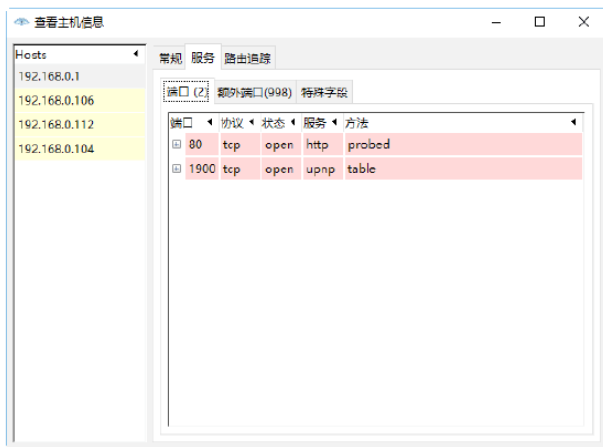 查看主机信息
Hosts
常规 服务 路由追踪
192.168.0.1
192.168.0.106
192.168.0.112
192.168.0.104
端口 (2) 额外端口(998) 特殊字段
端口 协议 状态 服务 方法
80 tcp open http probed
1900 tcp open upnp table